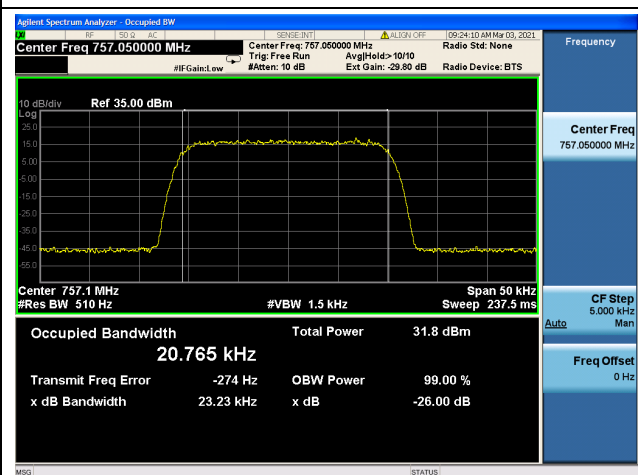 Agilent Spectrum Analyzer - Occupied BW
LXI RF 50 Ω AC SENSE:INT ALIGN OFF 09:24:10 AM Mar 03, 2021
Center Freq 757.050000 MHz Center Freq: 757.050000 MHz Radio Std: None Frequency
Trig: Free Run Avg|Hold:> 10/10
#IFGain:Low #Atten: 10 dB Ext Gain: -29.80 dB Radio Device: BTS
10 dB/div Ref 35.00 dBm
Log
25.0
15.0
5.00
-5.00
-15.0
-25.0
-35.0
-45.0
-55.0
Center Freq
757.050000 MHz
Center 757.1 MHz Span 50 kHz
#Res BW 510 Hz #VBW 1.5 kHz Sweep 237.5 ms
CF Step
5.000 kHz
Auto Man
Occupied Bandwidth Total Power 31.8 dBm
20.765 kHz
Transmit Freq Error -274 Hz OBW Power 99.00 %
x dB Bandwidth 23.23 kHz x dB -26.00 dB
Freq Offset
0 Hz
MSG STATUS